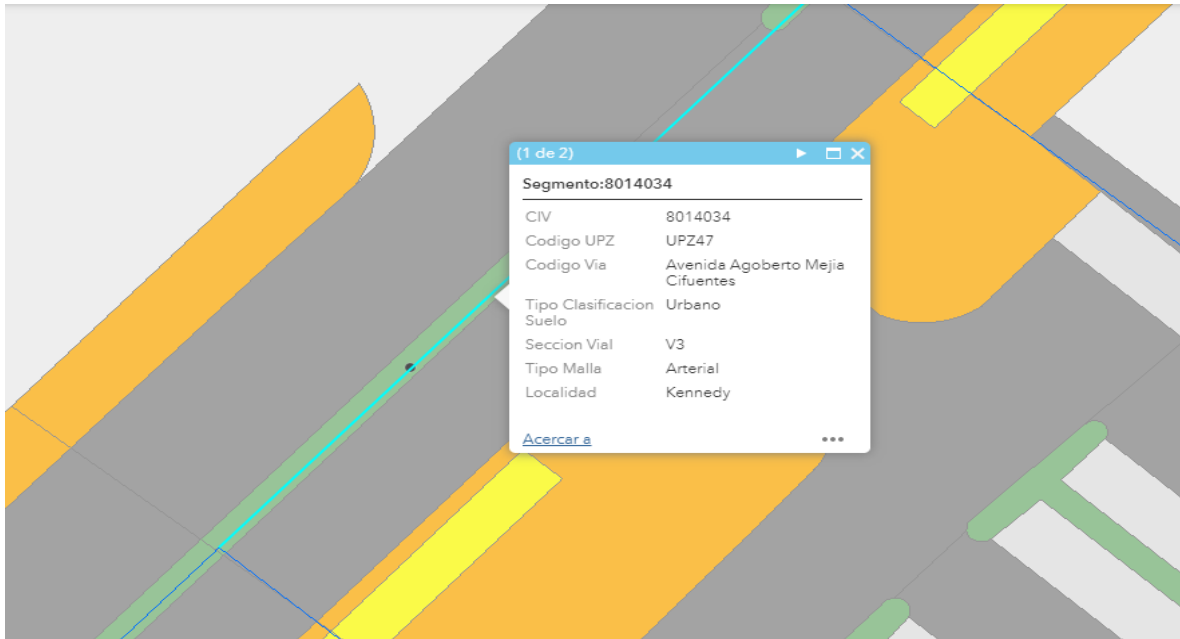 (1 de 2)
Segmento:8014034
CIV 8014034
Codigo UPZ UPZ47
Codigo Via Avenida Agoberto Mejia
Cifuentes
Tipo Clasificacion Urbano
Suelo
Seccion Vial V3
Tipo Malla Arterial
Localidad Kennedy
Acercar a